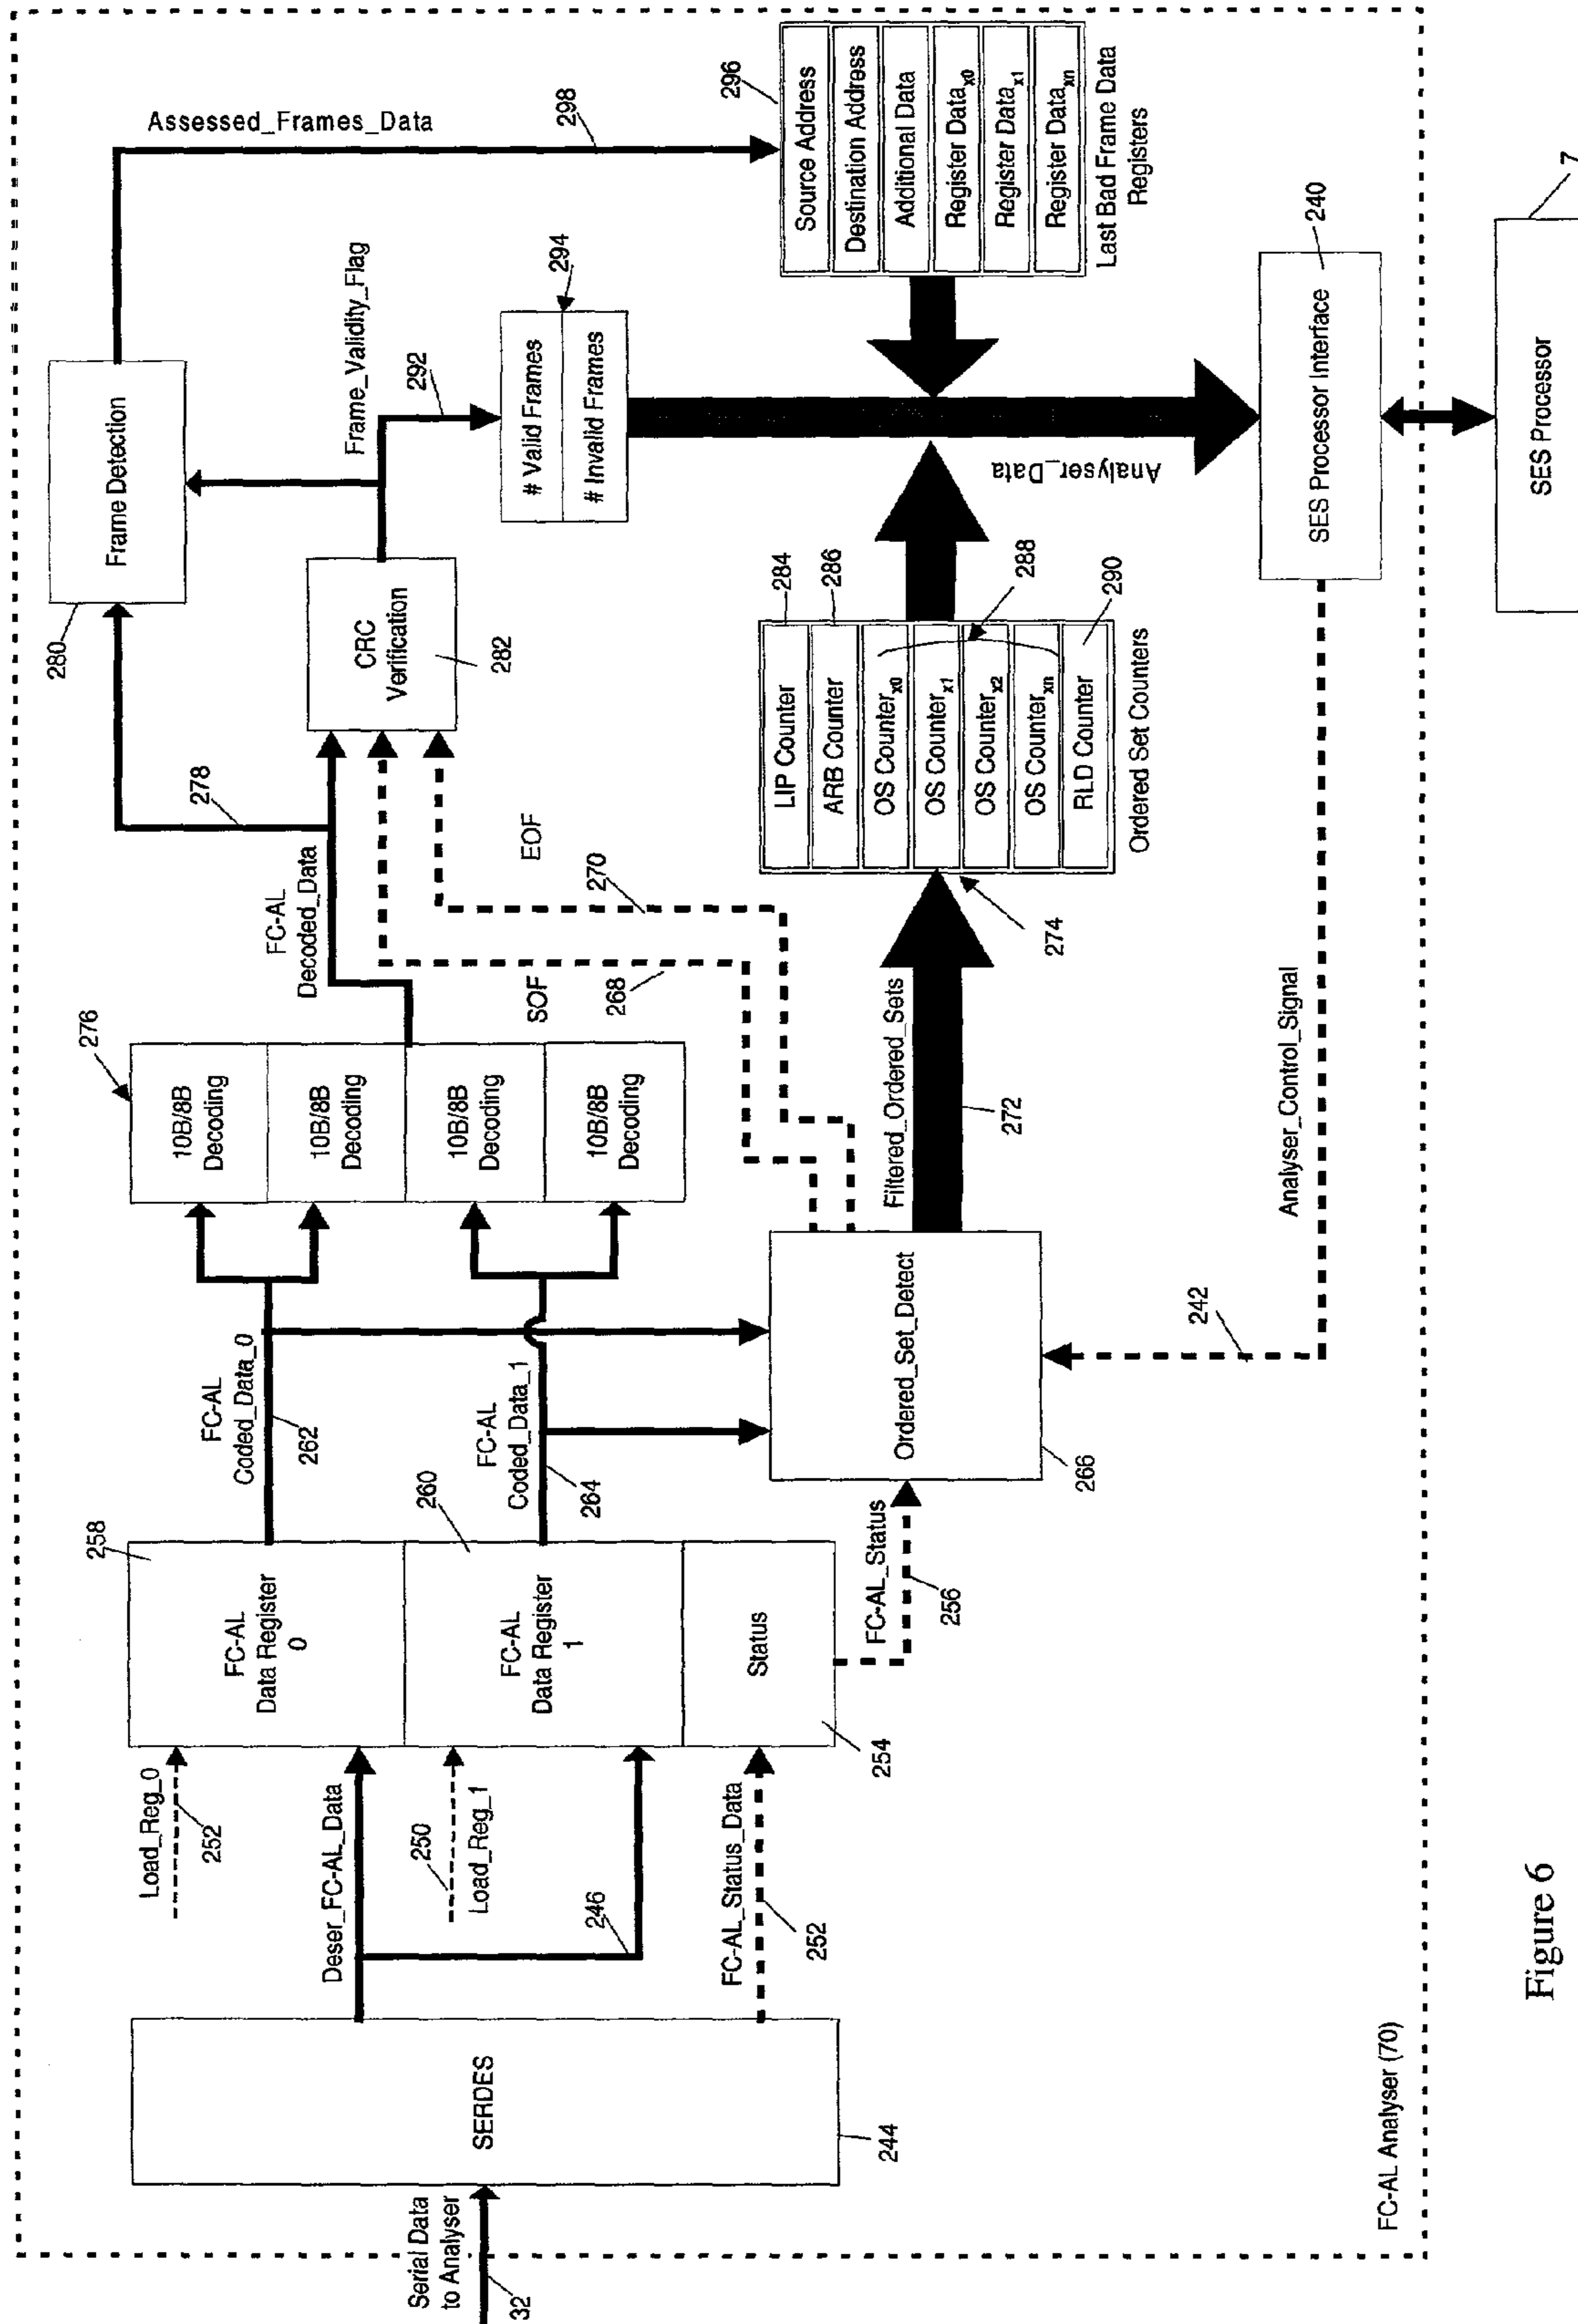 Serial Data
to Analyser
32
SERDES
244
Deser_FC-AL_Data
246
FC-AL_Status_Data
252
Load_Reg_0
252
250
Load_Reg_1
258
FC-AL
Data Register
0
260
FC-AL
Data Register
1
Status
254
FC-AL
Coded_Data_0
262
FC-AL
Coded_Data_1
264
FC-AL_Status
256
Ordered_Set_Detect
266
276
10B/8B
Decoding
10B/8B
Decoding
10B/8B
Decoding
10B/8B
Decoding
FC-AL
Decoded_Data
278
SOF
268
EOF
270
Filtered_Ordered_Sets
272
274
Analyser_Control_Signal
242
280
Frame Detection
CRC
Verification
282
Frame_Validity_Flag
292
# Valid Frames
# Invalid Frames
294
LIP Counter
ARB Counter
OS Counterx0
OS Counterx1
OS Counterx2
OS Counterxn
RLD Counter
284
286
288
290
Ordered Set Counters
Analyser_Data
Assessed_Frames_Data
298
296
Source Address
Destination Address
Additional Data
Register Datax0
Register Datax1
Register Dataxn
Last Bad Frame Data
Registers
SES Processor Interface
240
SES Processor
7
FC-AL Analyser (70)
Figure 6